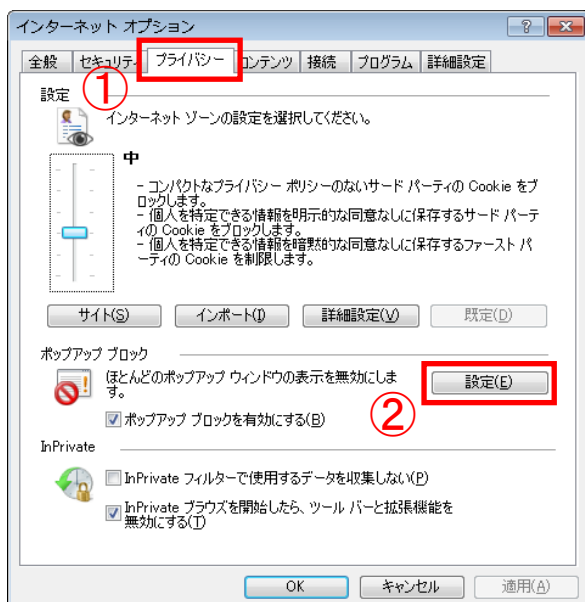 インターネット オプション
全般 セキュリティ プライバシー コンテンツ 接続 プログラム 詳細設定
①
設定
インターネット ゾーンの設定を選択してください。
中
- コンパクトなプライバシー ポリシーのないサード パーティの Cookie をブ
ロックします。
- 個人を特定できる情報を明示的な同意なしに保存するサード パーテ
ィの Cookie をブロックします。
- 個人を特定できる情報を暗黙的な同意なしに保存するファースト パ
ーティの Cookie を制限します。
サイト(S) インポート(I) 詳細設定(V) 既定(D)
ポップアップ ブロック
ほとんどのポップアップ ウィンドウの表示を無効にしま
す。
設定(E)
②
ポップアップ ブロックを有効にする(B)
InPrivate
InPrivate フィルターで使用するデータを収集しない(P)
InPrivate ブラウズを開始したら、ツール バーと拡張機能を
無効にする(T)
OK キャンセル 適用(A)